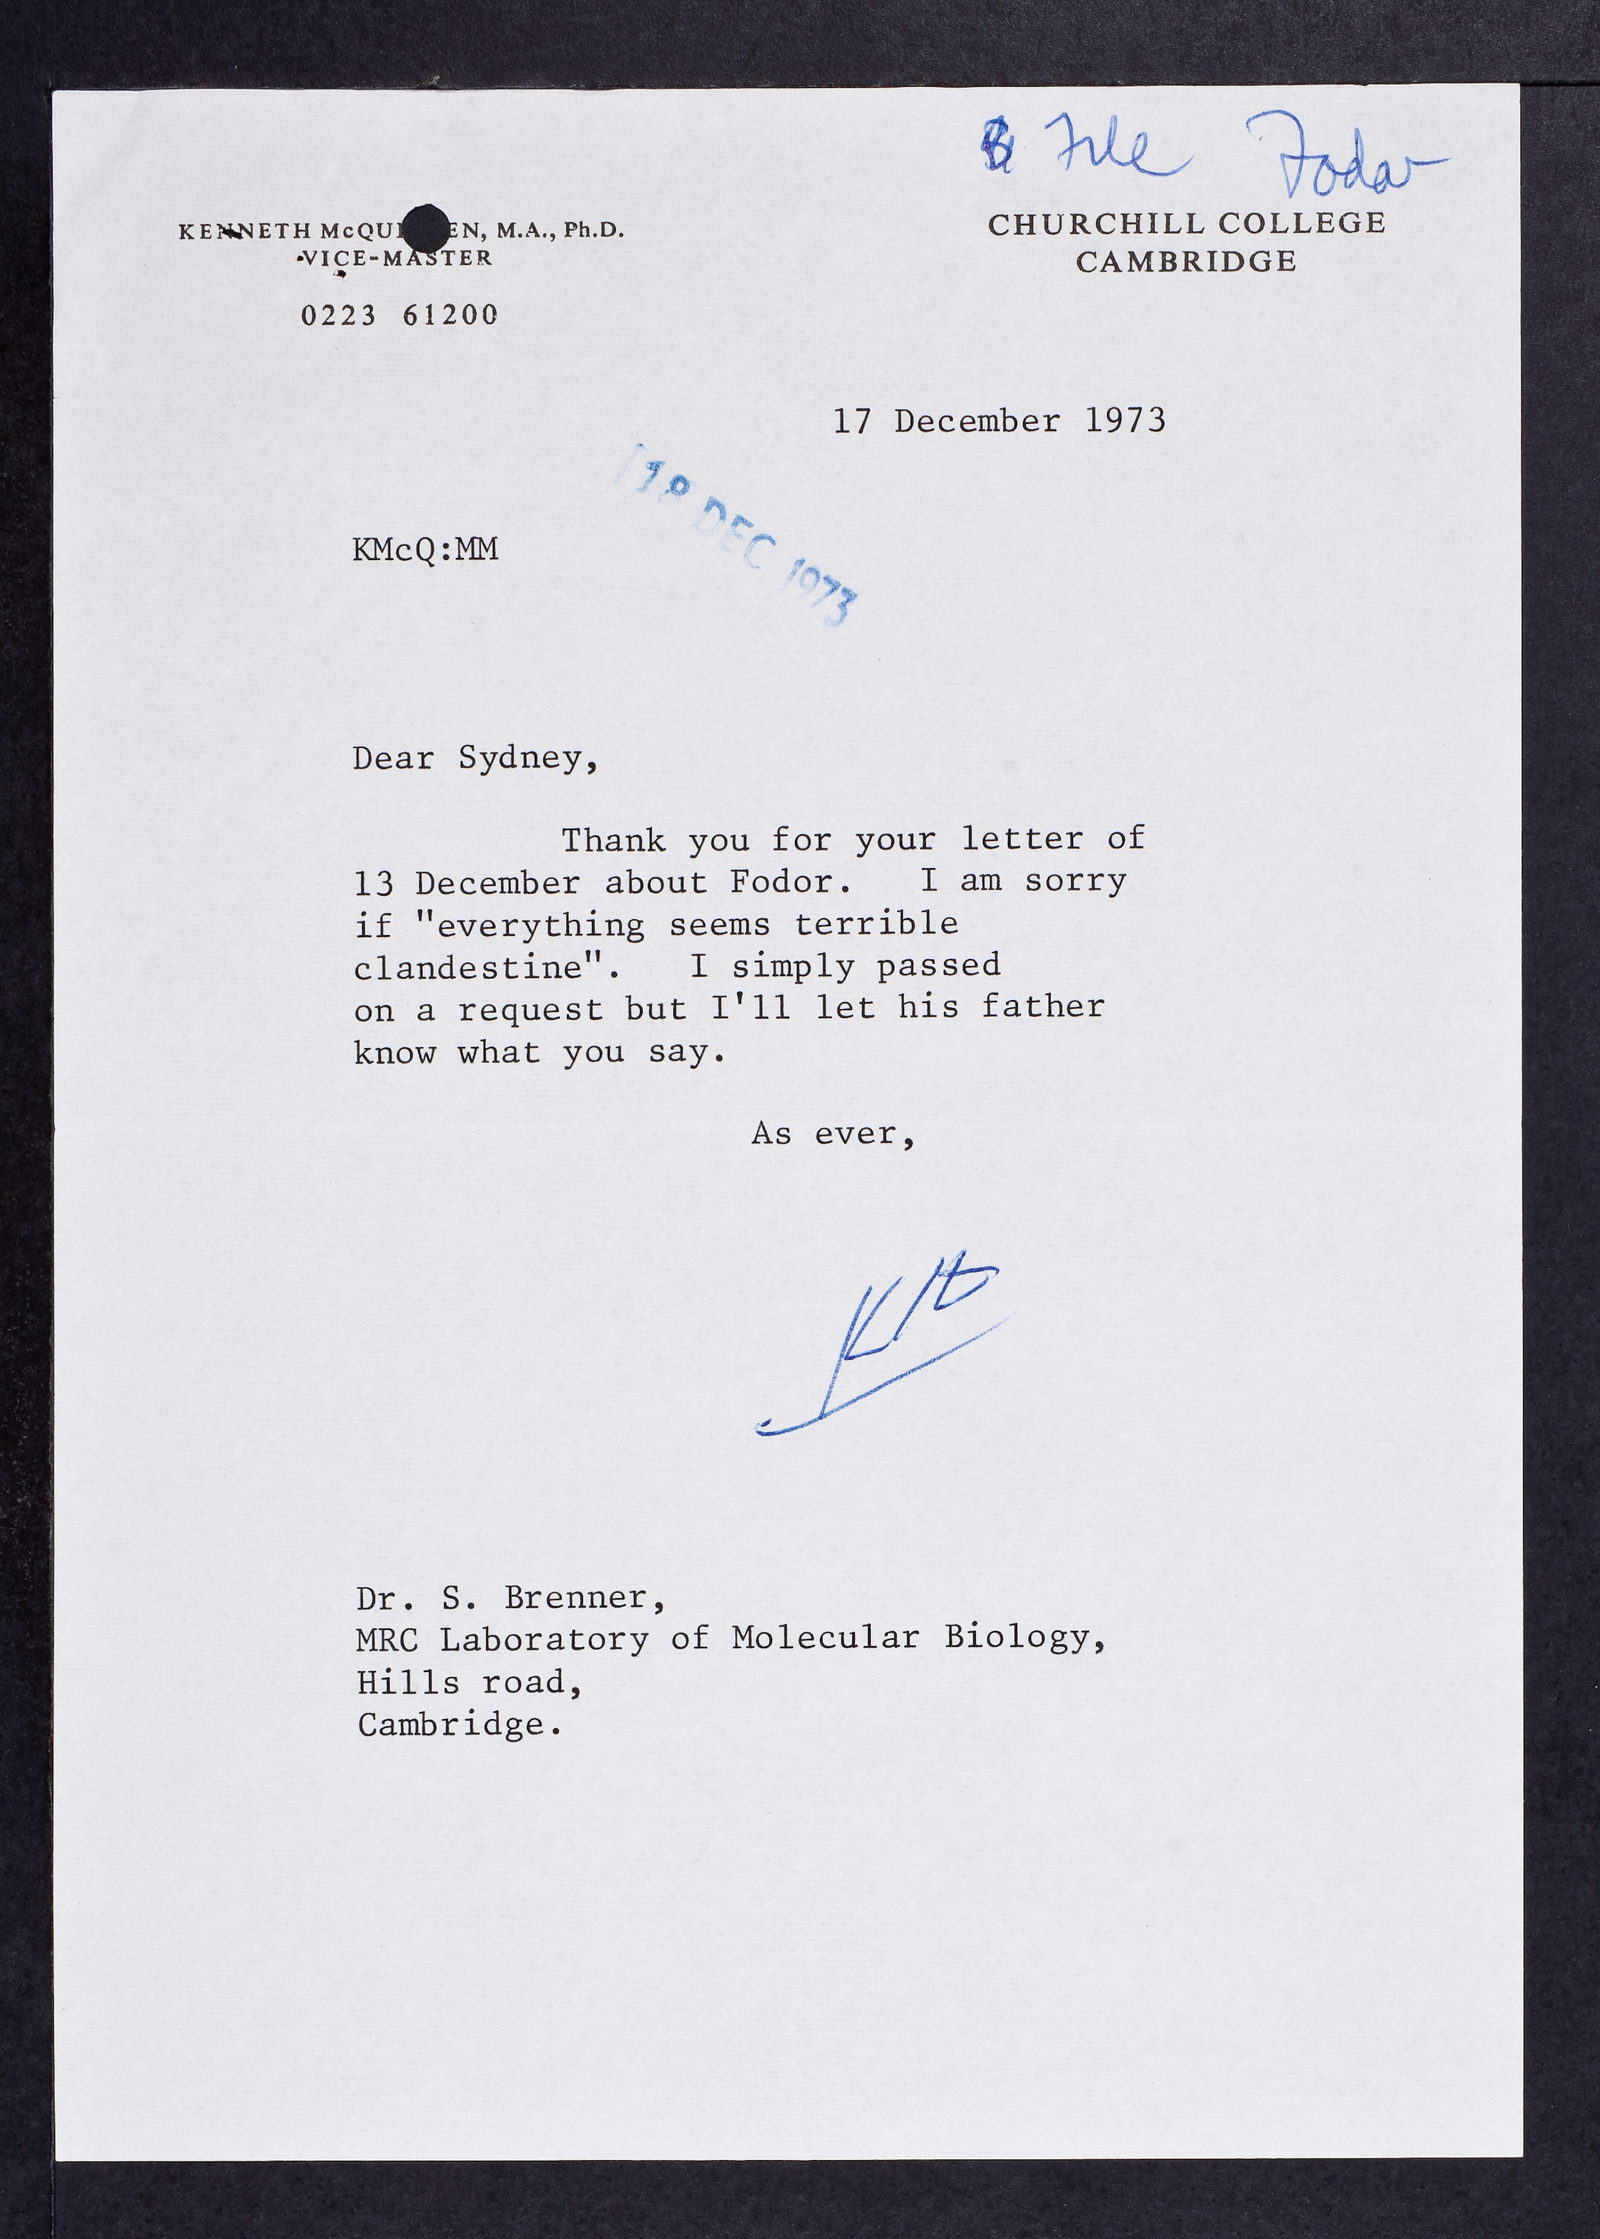 File Fodor
KENNETH McQUI EN, M.A., Ph.D.
VICE-MASTER
0223 61200
CHURCHILL COLLEGE
CAMBRIDGE
17 December 1973
18 DEC 1973
KMcQ:MM
Dear Sydney,
Thank you for your letter of
13 December about Fodor. I am sorry
if "everything seems terrible
clandestine". I simply passed
on a request but I'll let his father
know what you say.
As ever,
Dr. S. Brenner,
MRC Laboratory of Molecular Biology,
Hills road,
Cambridge.